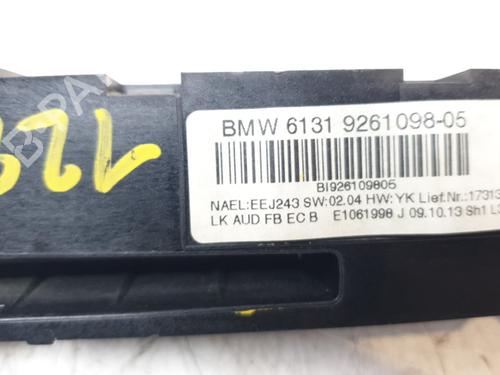 BMW 6131 9261098-05
BI926109805
NAEL:EEJ243 SW:02.04 HW:YK Lief.Nr.:17313
LK AUD FB EC B E1061998 J 09.10.13 Sh1 L